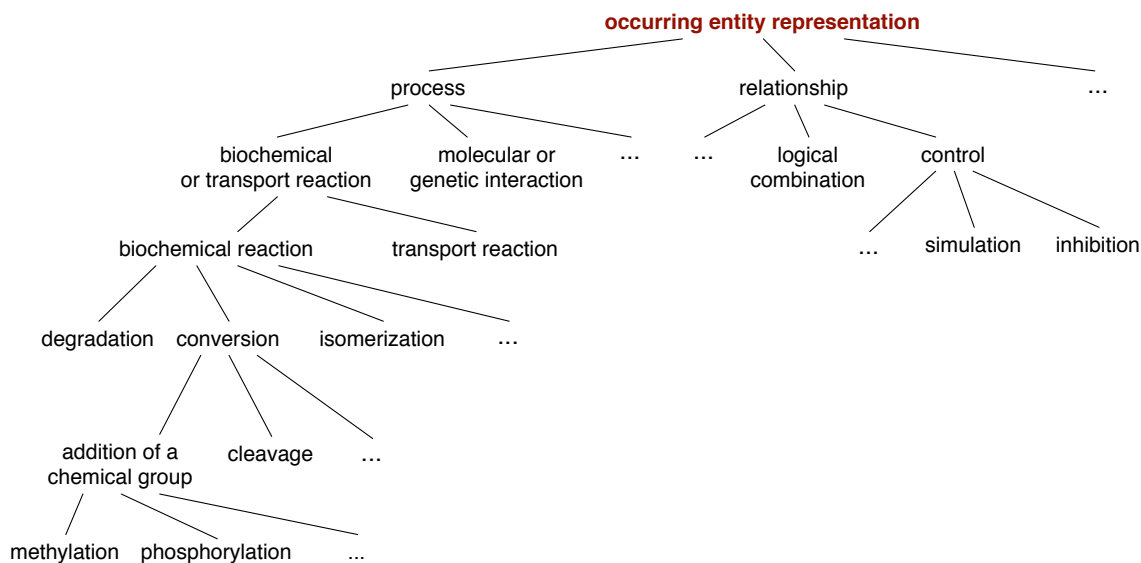 occurring entity representation
process
relationship
...
biochemical
or transport reaction
molecular or
genetic interaction
...
...
logical
combination
control
biochemical reaction
transport reaction
...
simulation
inhibition
degradation
conversion
isomerization
...
addition of a
chemical group
cleavage
...
methylation
phosphorylation
...